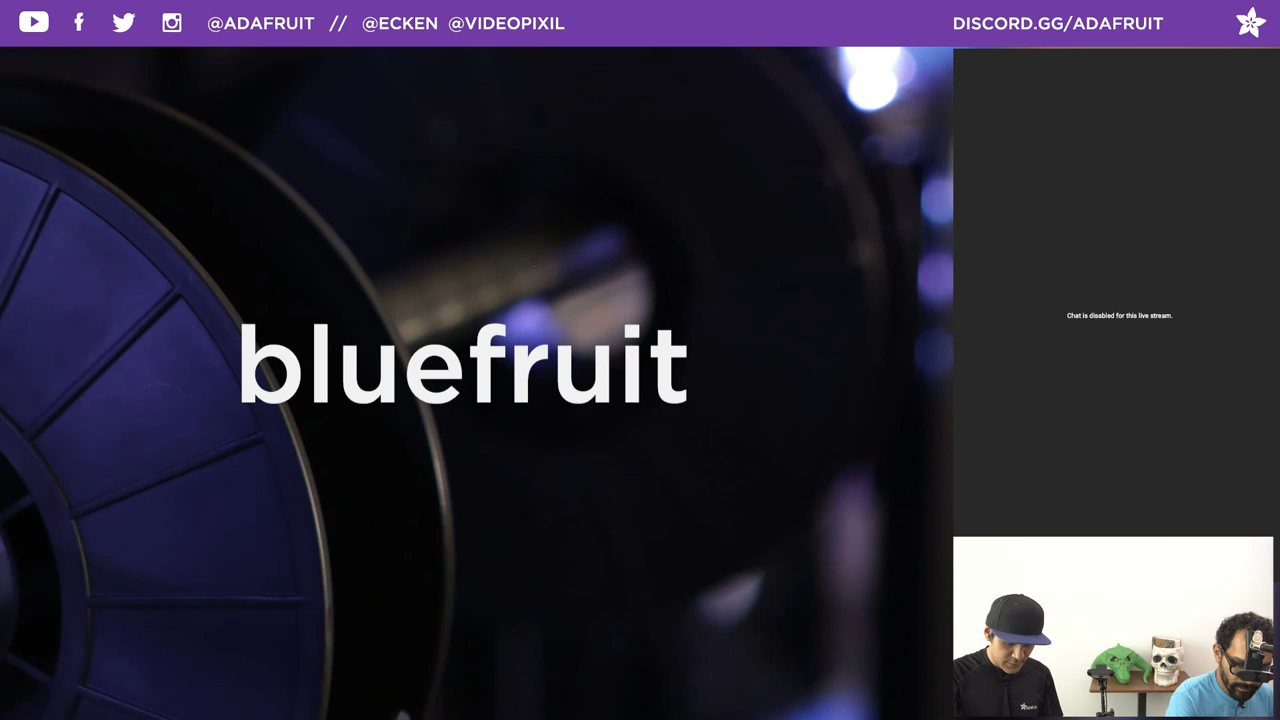 @ADAFRUIT // @ECKEN @VIDEOPIXIL
DISCORD.GG/ADAFRUIT
Chat is disabled for this live stream.
bluefruit